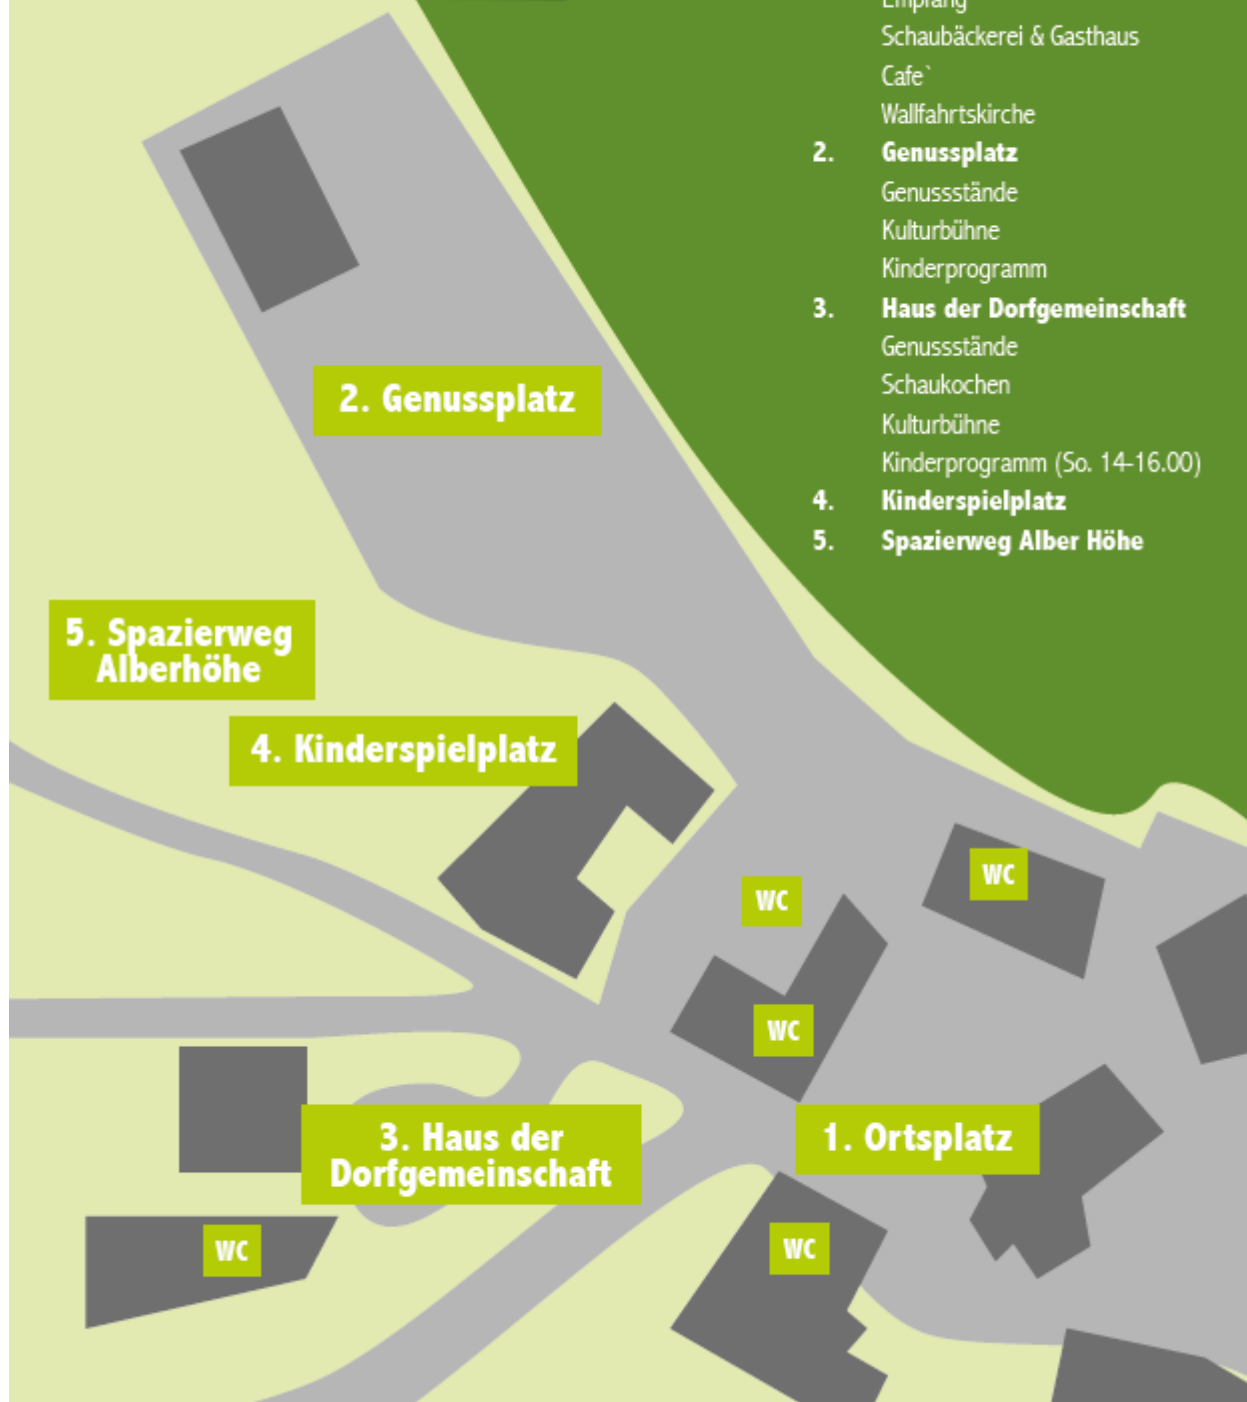 Empfang
Schaubäckerei & Gasthaus
Cafe`
Wallfahrtskirche
2. Genussplatz
Genussstände
Kulturbühne
Kinderprogramm
3. Haus der Dorfgemeinschaft
Genussstände
Schaukochen
Kulturbühne
Kinderprogramm (So. 14-16.00)
4. Kinderspielplatz
5. Spazierweg Alber Höhe
2. Genussplatz
5. Spazierweg
Alberhöhe
4. Kinderspielplatz
WC
WC
WC
3. Haus der
Dorfgemeinschaft
1. Ortsplatz
WC
WC